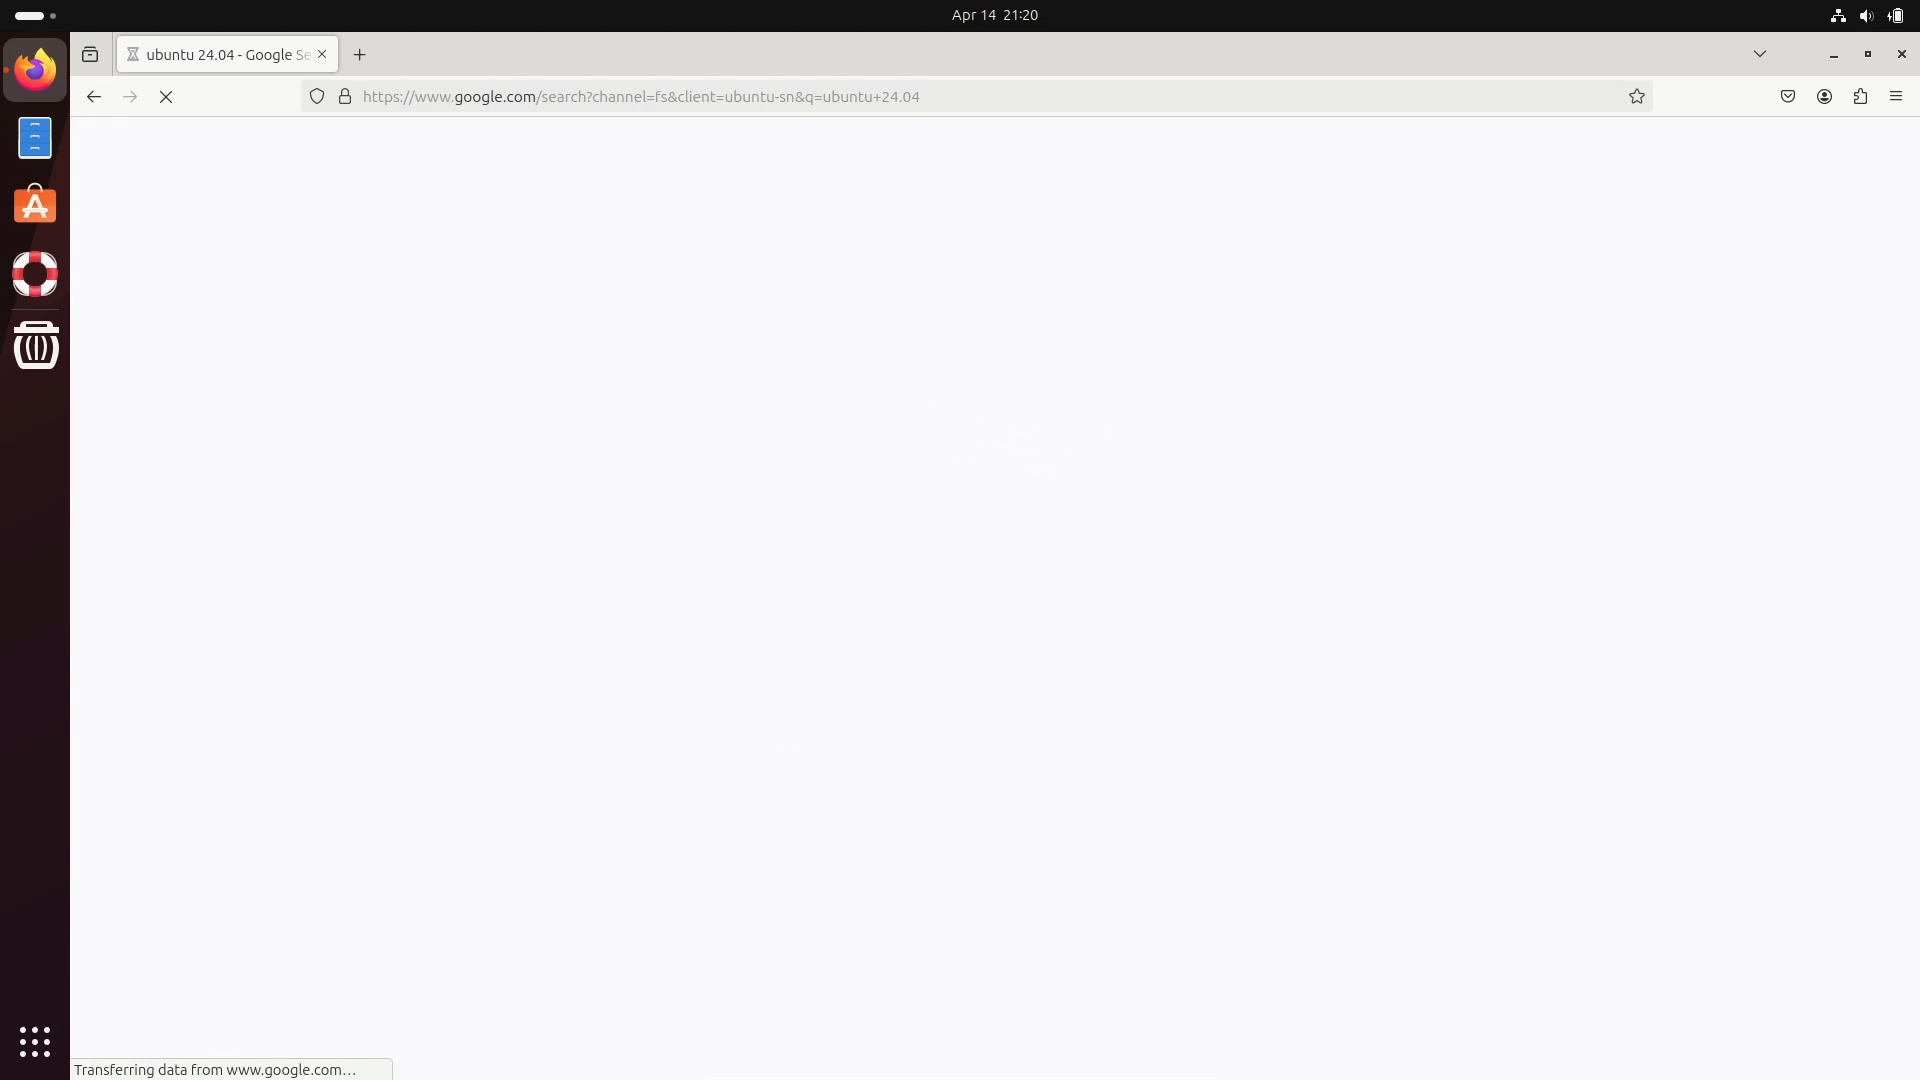 Apr 14 21:20
ubuntu 24.04 - Google Se
https://www.google.com/search?channel=fs&client=ubuntu-sn&q=ubuntu+24.04
Transferring data from www.google.com…